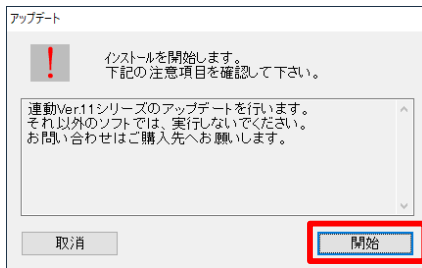 アップデート
インストールを開始します。
下記の注意項目を確認して下さい。
連動Ver.11シリーズのアップデートを行います。
それ以外のソフトでは、実行しないでください。
お問い合わせはご購入先へお願いします。
取消
開始